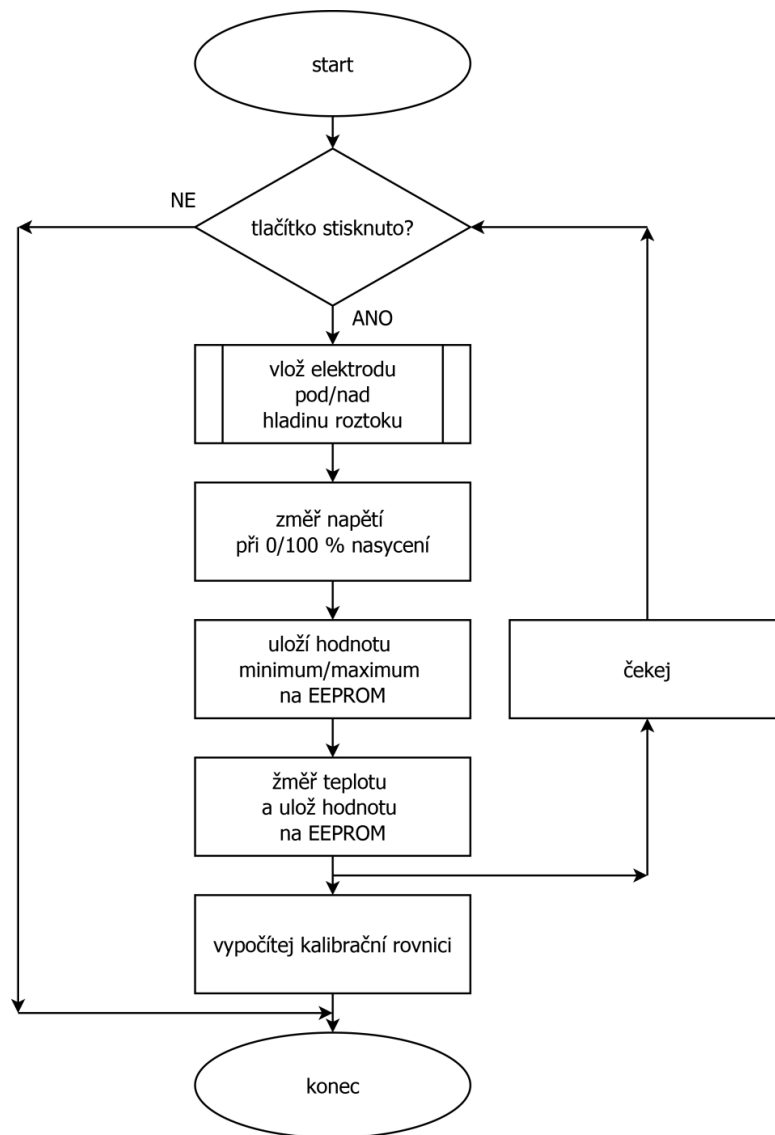 start
NE
tlačítko stisknuto?
ANO
vlož elektrodu
pod/nad
hladinu roztoku
změř napětí
při 0/100 % nasycení
uloží hodnotu
minimum/maximum
na EEPROM
čekej
žměř teplotu
a ulož hodnotu
na EEPROM
vypočítej kalibrační rovnici
konec